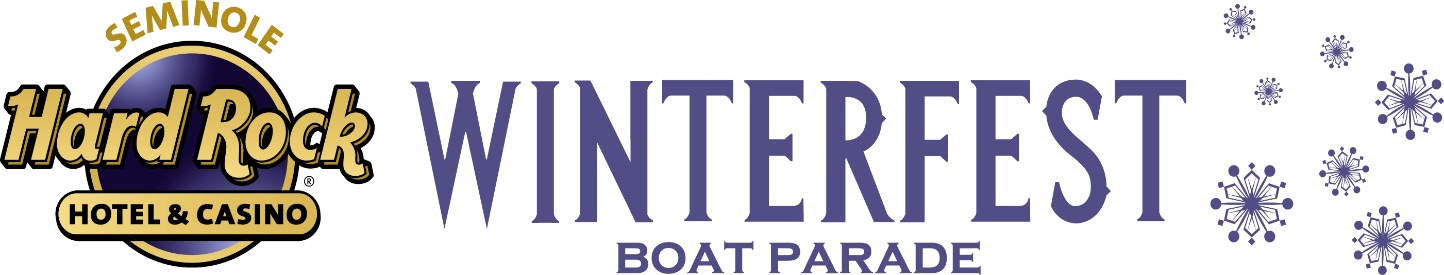 SEMINOLE
Hard Rock®
HOTEL & CASINO
WINTERFEST
BOAT PARADE